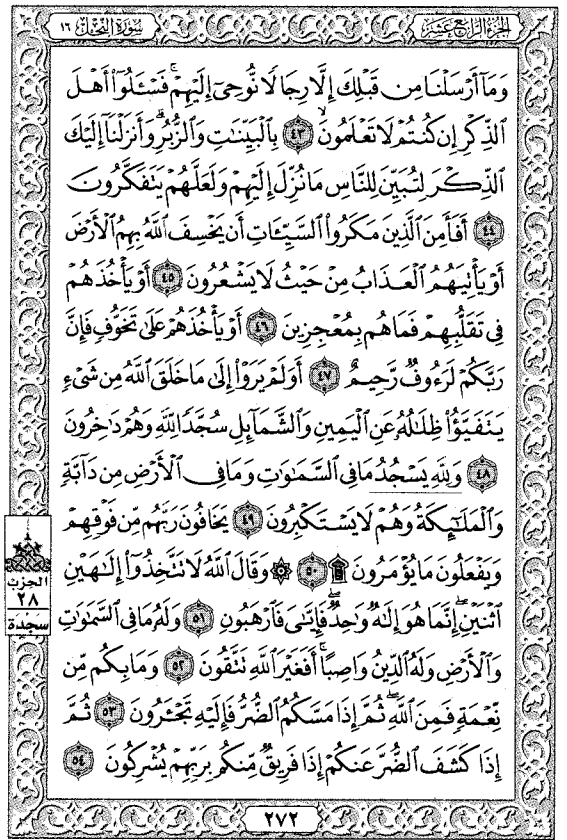 الجزء الرابع عشر
سورة النحل ١٦
وَمَآ أَرْسَلْنَا مِن قَبْلِكَ إِلَّا رِجَالًا نُّوحِىٓ إِلَيْهِمْ ۚ فَسْـَٔلُوٓا۟ أَهْلَ
ٱلذِّكْرِ إِن كُنتُمْ لَا تَعْلَمُونَ ٤٣ بِٱلْبَيِّنَـٰتِ وَٱلزُّبُرِ ۗ وَأَنزَلْنَآ إِلَيْكَ
ٱلذِّكْرَ لِتُبَيِّنَ لِلنَّاسِ مَا نُزِّلَ إِلَيْهِمْ وَلَعَلَّهُمْ يَتَفَكَّرُونَ
٤٤ أَفَأَمِنَ ٱلَّذِينَ مَكَرُوا۟ ٱلسَّيِّـَٔاتِ أَن يَخْسِفَ ٱللَّهُ بِهِمُ ٱلْأَرْضَ
أَوْ يَأْتِيَهُمُ ٱلْعَذَابُ مِنْ حَيْثُ لَا يَشْعُرُونَ ٤٥ أَوْ يَأْخُذَهُمْ
فِى تَقَلُّبِهِمْ فَمَا هُم بِمُعْجِزِينَ ٤٦ أَوْ يَأْخُذَهُمْ عَلَىٰ تَخَوُّفٍ فَإِنَّ
رَبَّكُمْ لَرَءُوفٌ رَّحِيمٌ ٤٧ أَوَلَمْ يَرَوْا۟ إِلَىٰ مَا خَلَقَ ٱللَّهُ مِن شَىْءٍ
يَتَفَيَّؤُا۟ ظِلَـٰلُهُۥ عَنِ ٱلْيَمِينِ وَٱلشَّمَآئِلِ سُجَّدًا لِّلَّهِ وَهُمْ دَٰخِرُونَ
٤٨ وَلِلَّهِ يَسْجُدُ مَا فِى ٱلسَّمَـٰوَٰتِ وَمَا فِى ٱلْأَرْضِ مِن دَآبَّةٍ
وَٱلْمَلَـٰٓئِكَةُ وَهُمْ لَا يَسْتَكْبِرُونَ ٤٩ يَخَافُونَ رَبَّهُم مِّن فَوْقِهِمْ
وَيَفْعَلُونَ مَا يُؤْمَرُونَ ۩ ٥٠ ۞ وَقَالَ ٱللَّهُ لَا تَتَّخِذُوٓا۟ إِلَـٰهَيْنِ
ٱثْنَيْنِ ۖ إِنَّمَا هُوَ إِلَـٰهٌ وَٰحِدٌ ۖ فَإِيَّـٰىَ فَٱرْهَبُونِ ٥١ وَلَهُۥ مَا فِى ٱلسَّمَـٰوَٰتِ
وَٱلْأَرْضِ وَلَهُ ٱلدِّينُ وَاصِبًا ۚ أَفَغَيْرَ ٱللَّهِ تَتَّقُونَ ٥٢ وَمَا بِكُم مِّن
نِّعْمَةٍ فَمِنَ ٱللَّهِ ۖ ثُمَّ إِذَا مَسَّكُمُ ٱلضُّرُّ فَإِلَيْهِ تَجْـَٔرُونَ ٥٣ ثُمَّ
إِذَا كَشَفَ ٱلضُّرَّ عَنكُمْ إِذَا فَرِيقٌ مِّنكُم بِرَبِّهِمْ يُشْرِكُونَ ٥٤
الحزب
٢٨
سجدة
٢٧٢